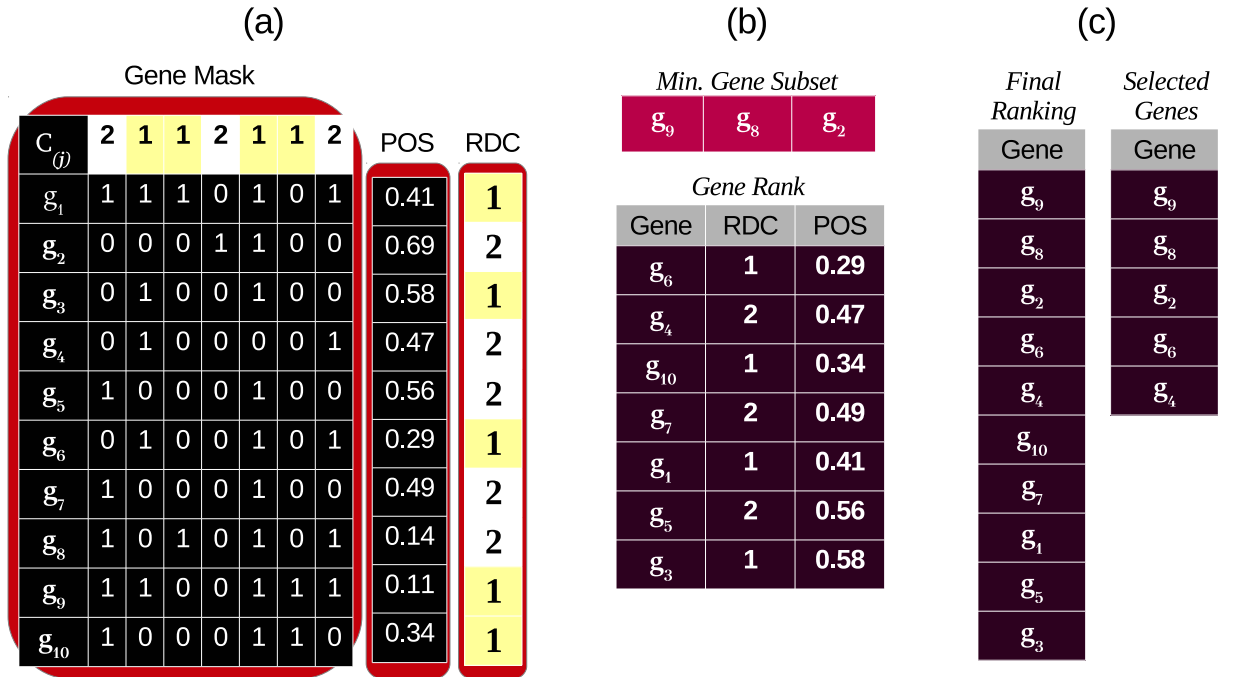 (a)
Gene Mask
C(j) 2 1 1 2 1 1 2 POS RDC
g1 1 1 1 0 1 0 1 0.41 1
g2 0 0 0 1 1 0 0 0.69 2
g3 0 1 0 0 1 0 0 0.58 1
g4 0 1 0 0 0 0 1 0.47 2
g5 1 0 0 0 1 0 0 0.56 2
g6 0 1 0 0 1 0 1 0.29 1
g7 1 0 0 0 1 0 0 0.49 2
g8 1 0 1 0 1 0 1 0.14 2
g9 1 1 0 0 1 1 1 0.11 1
g10 1 0 0 0 1 1 0 0.34 1
(b)
Min. Gene Subset
g9 g8 g2
Gene Rank
Gene RDC POS
g6 1 0.29
g4 2 0.47
g10 1 0.34
g7 2 0.49
g1 1 0.41
g5 2 0.56
g3 1 0.58
(c)
Final
Ranking
Gene
g9
g8
g2
g6
g4
g10
g7
g1
g5
g3
Selected
Genes
Gene
g9
g8
g2
g6
g4